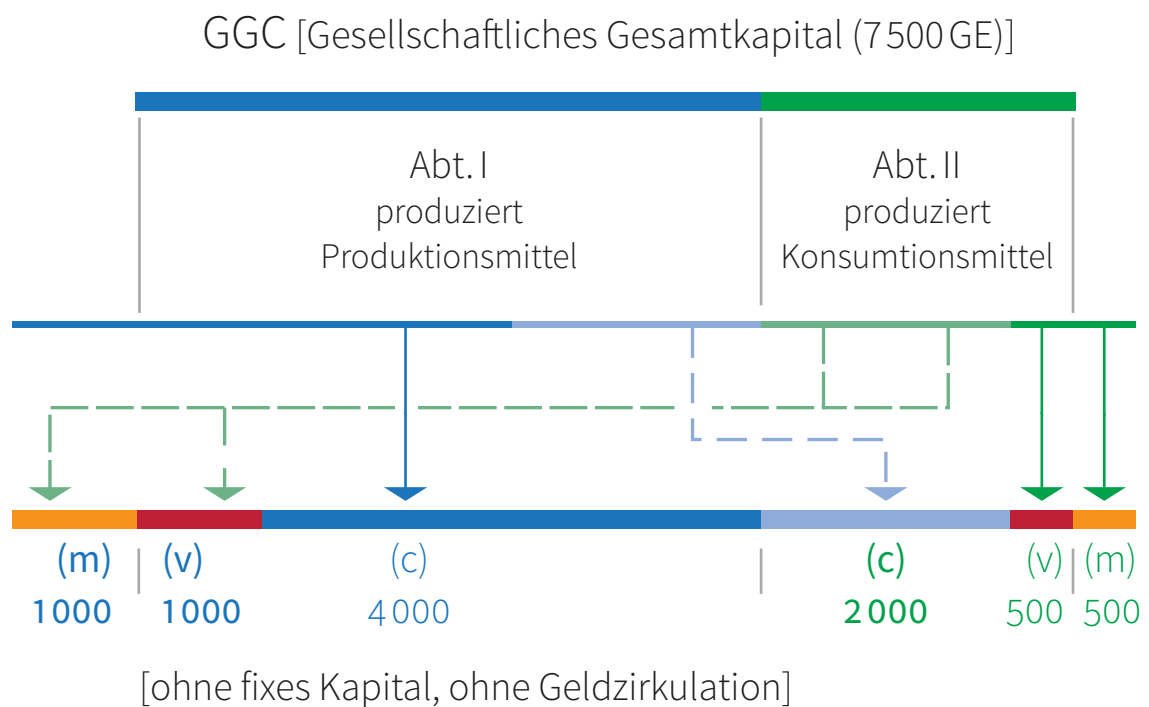 GGC [Gesellschaftliches Gesamtkapital (7 500 GE)]
Abt. I
produziert
Produktionsmittel
Abt. II
produziert
Konsumtionsmittel
(m) (v) (c) (c) (v) (m)
1000 1000 4 000 2 000 500 500
[ohne fixes Kapital, ohne Geldzirkulation]